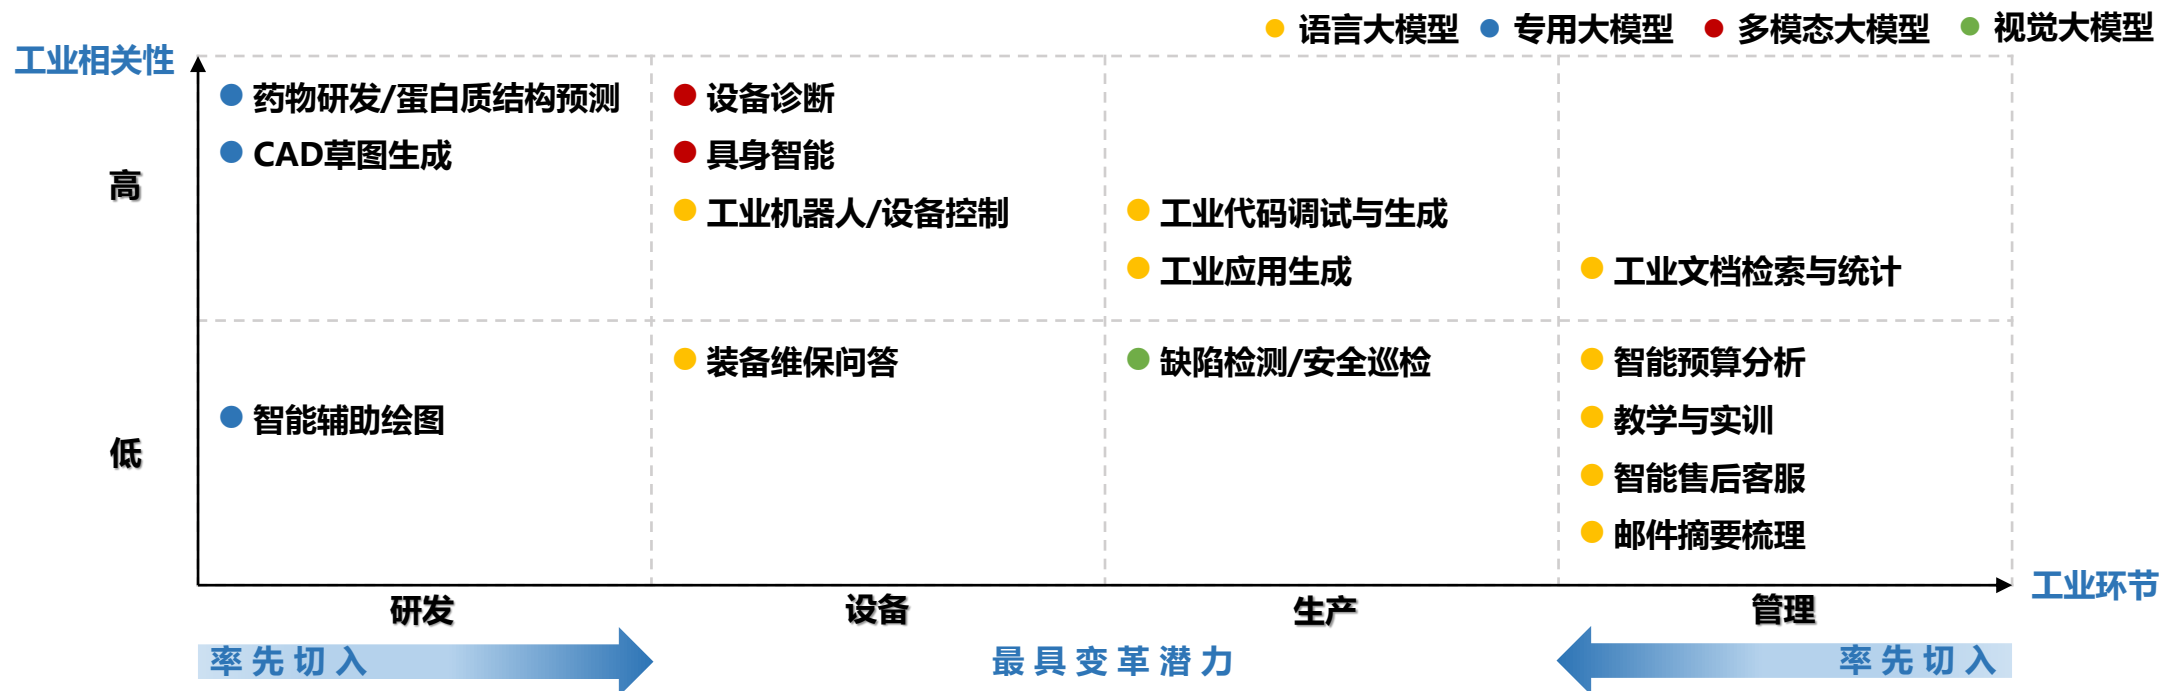 语言大模型 专用大模型 多模态大模型 视觉大模型
工业相关性
药物研发/蛋白质结构预测 设备诊断
CAD草图生成 具身智能
高
工业机器人/设备控制 工业代码调试与生成
工业应用生成 工业文档检索与统计
装备维保问答 缺陷检测/安全巡检 智能预算分析
智能辅助绘图 教学与实训
低
智能售后客服
邮件摘要梳理
工业环节
研发 设备 生产 管理
率先切入 最具变革潜力 率先切入